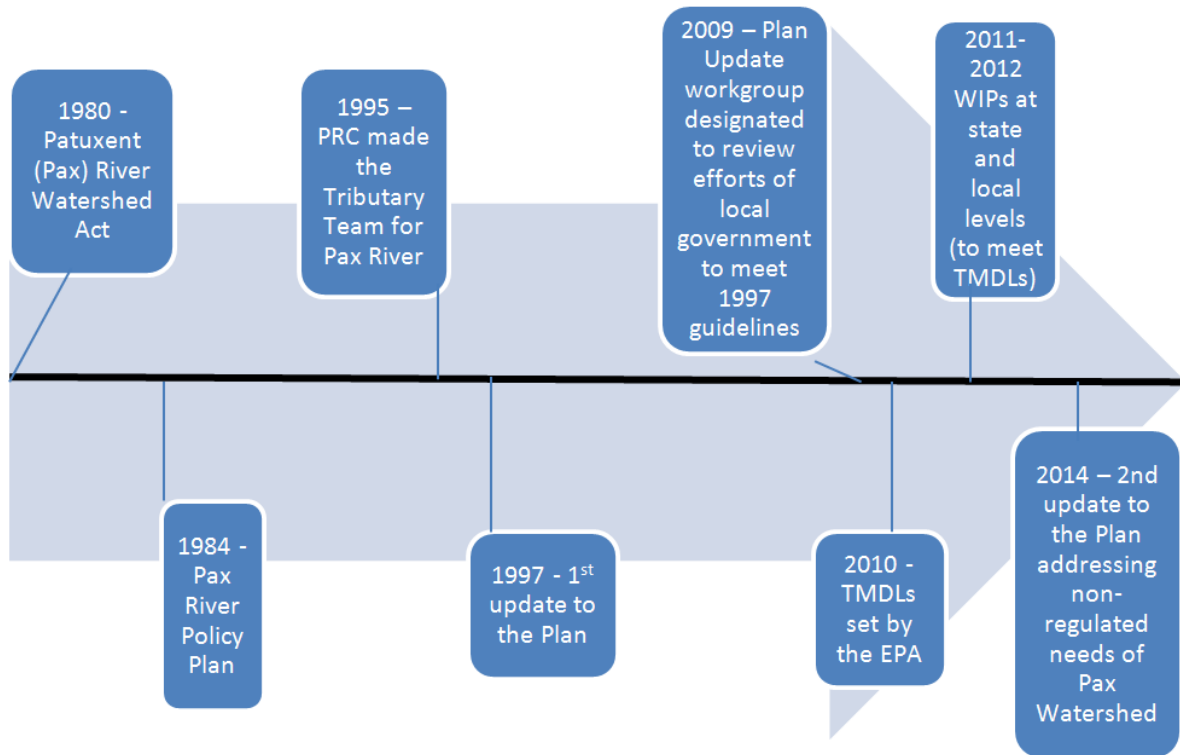 1980 -
Patuxent
(Pax) River
Watershed
Act
1984 -
Pax
River
Policy
Plan
1995 –
PRC made
the
Tributary
Team for
Pax River
1997 - 1st
update to
the Plan
2009 – Plan
Update
workgroup
designated
to review
efforts of
local
government
to meet
1997
guidelines
2010 -
TMDLs
set by
the EPA
2011-
2012
WIPs at
state
and
local
levels
(to meet
TMDLs)
2014 – 2nd
update to
the Plan
addressing
non-
regulated
needs of
Pax
Watershed